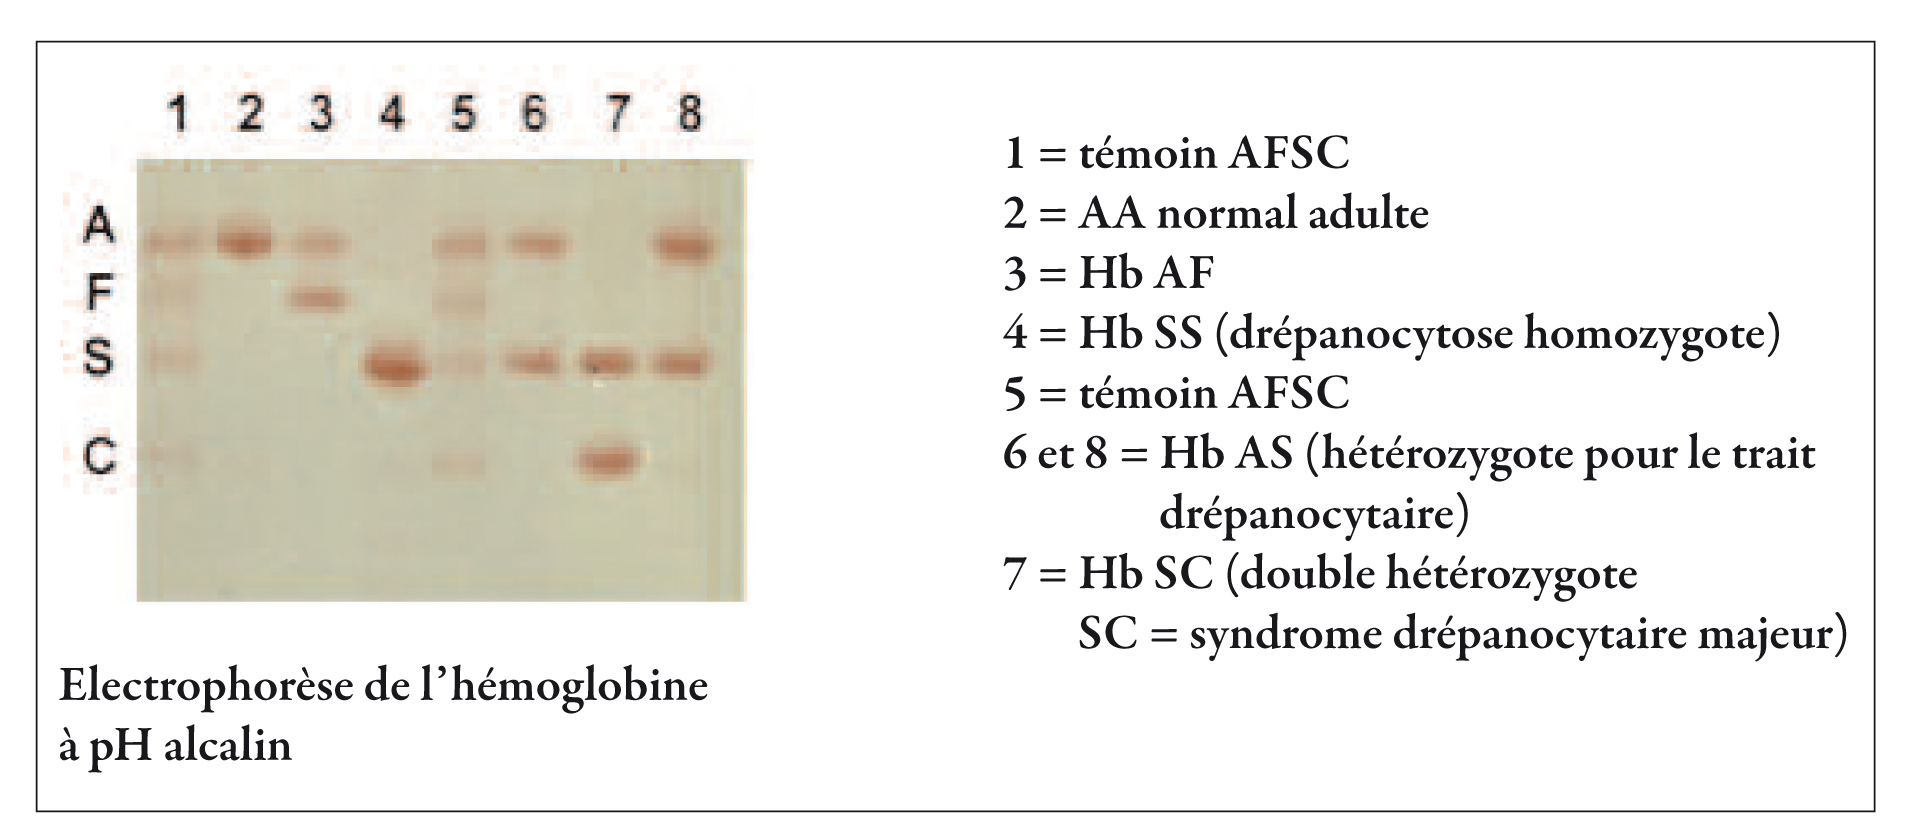 1 2 3 4 5 6 7 8
A
F
S
C
Electrophorèse de l’hémoglobine
à pH alcalin
1 = témoin AFSC
2 = AA normal adulte
3 = Hb AF
4 = Hb SS (drépanocytose homozygote)
5 = témoin AFSC
6 et 8 = Hb AS (hétérozygote pour le trait
drépanocytaire)
7 = Hb SC (double hétérozygote
SC = syndrome drépanocytaire majeur)